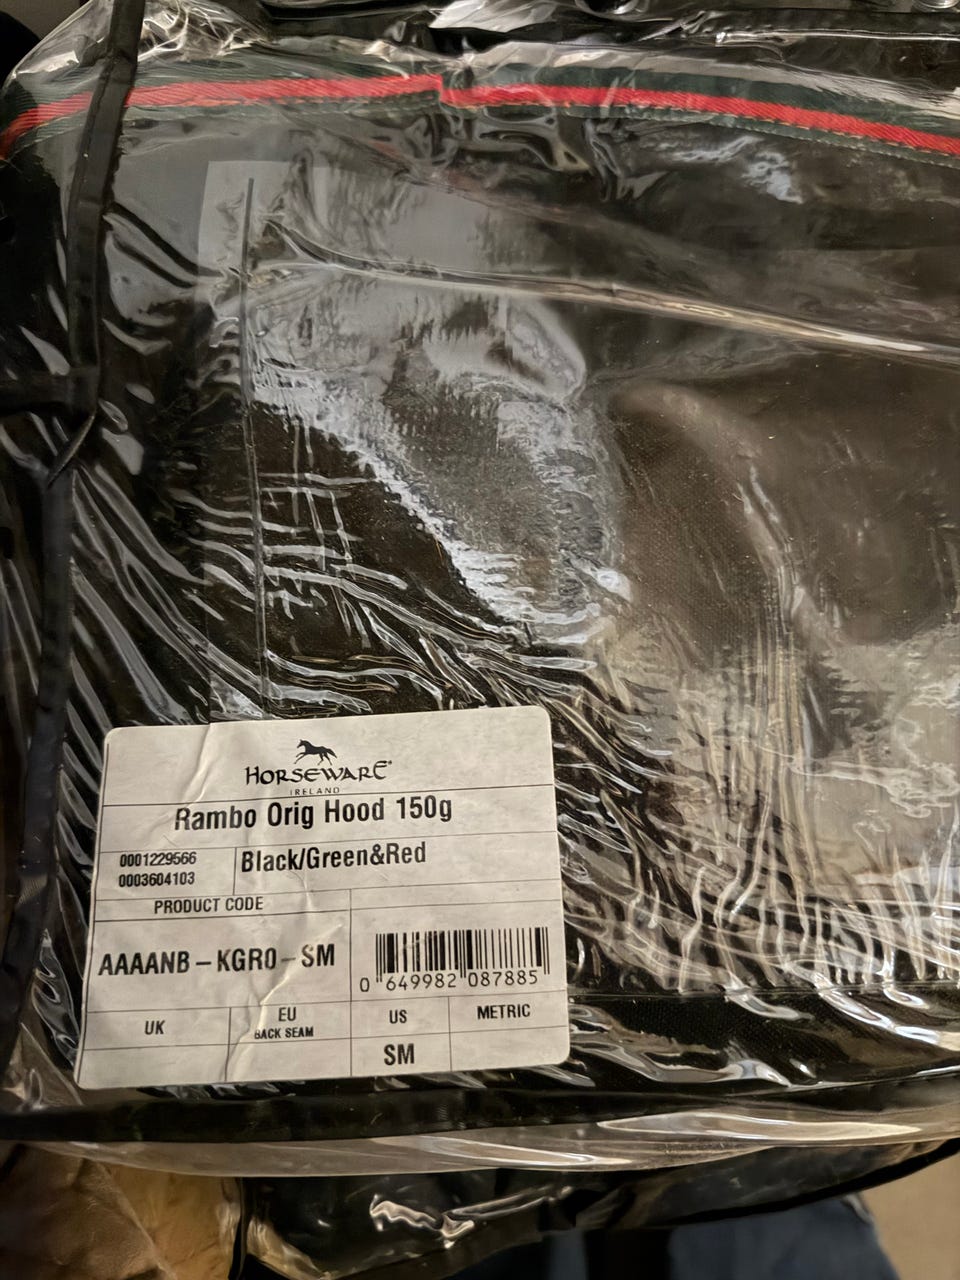 HORSEWARE®
IRELAND
Rambo Orig Hood 150g
0001229566
0003604103
Black/Green&Red
PRODUCT CODE
AAAANB - KGR0 - SM
0 649982 087885
UK
EU
BACK SEAM
US
METRIC
SM